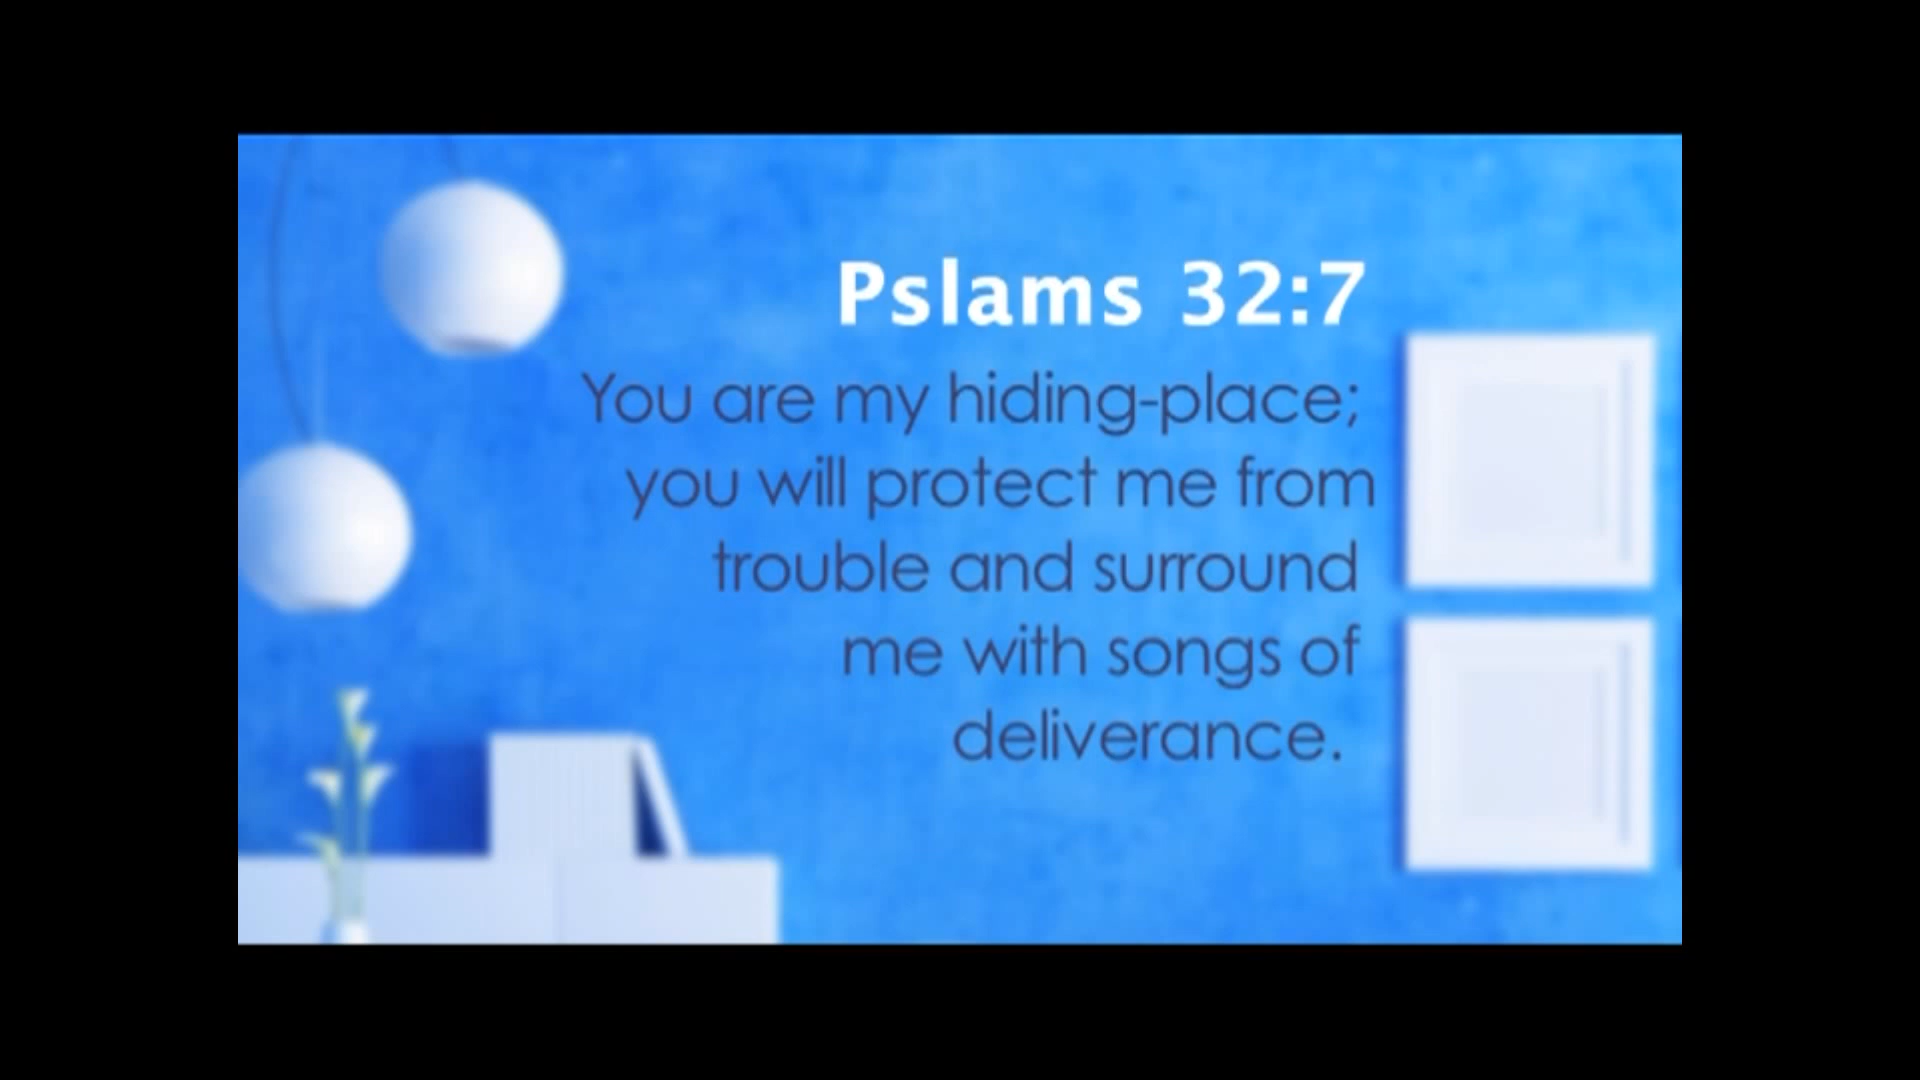 Pslams 32:7
You are my hiding-place;
you will protect me from
trouble and surround
me with songs of
deliverance.